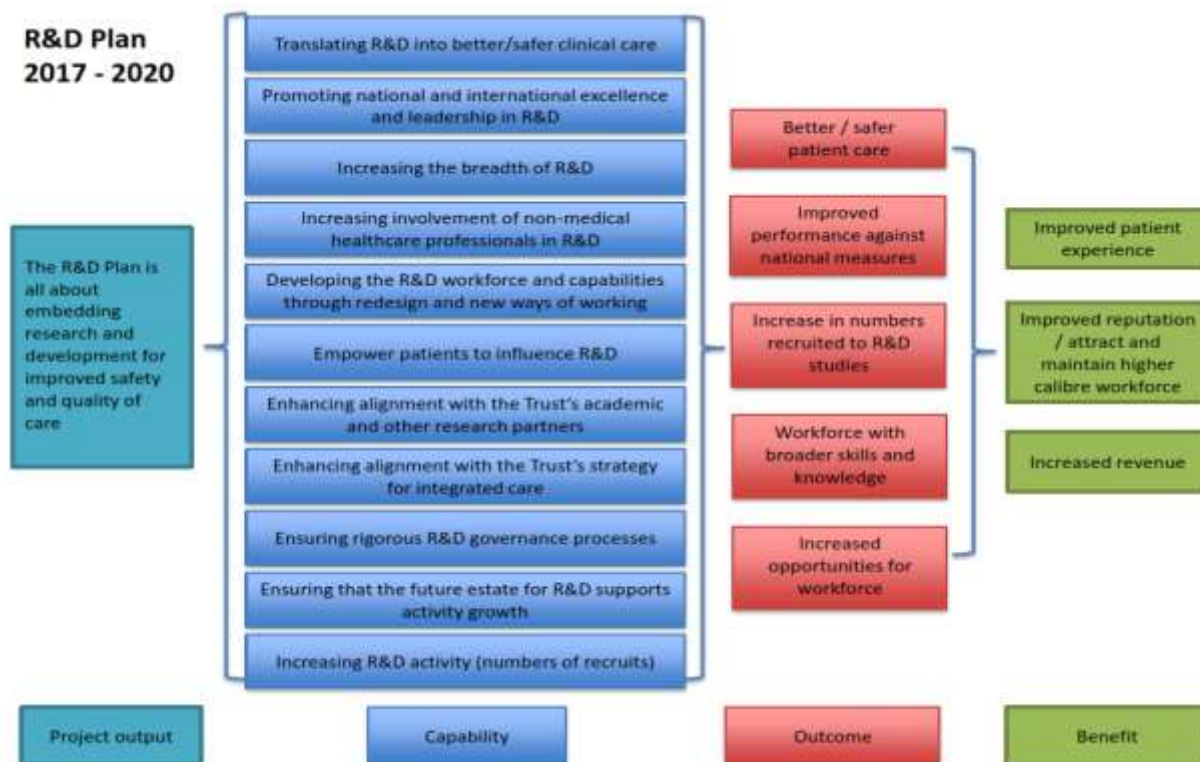 R&D Plan
2017 - 2020
The R&D Plan is
all about
embedding
research and
development for
improved safety
and quality of
care
Translating R&D into better/safer clinical care
Promoting national and international excellence
and leadership in R&D
Increasing the breadth of R&D
Increasing involvement of non-medical
healthcare professionals in R&D
Developing the R&D workforce and capabilities
through redesign and new ways of working
Empower patients to influence R&D
Enhancing alignment with the Trust's academic
and other research partners
Enhancing alignment with the Trust's strategy
for integrated care
Ensuring rigorous R&D governance processes
Ensuring that the future estate for R&D supports
activity growth
Increasing R&D activity (numbers of recruits)
Better / safer
patient care
Improved
performance against
national measures
Increase in numbers
recruited to R&D
studies
Workforce with
broader skills and
knowledge
Increased
opportunities for
workforce
Improved patient
experience
Improved reputation
/ attract and
maintain higher
calibre workforce
Increased revenue
Project output
Capability
Outcome
Benefit